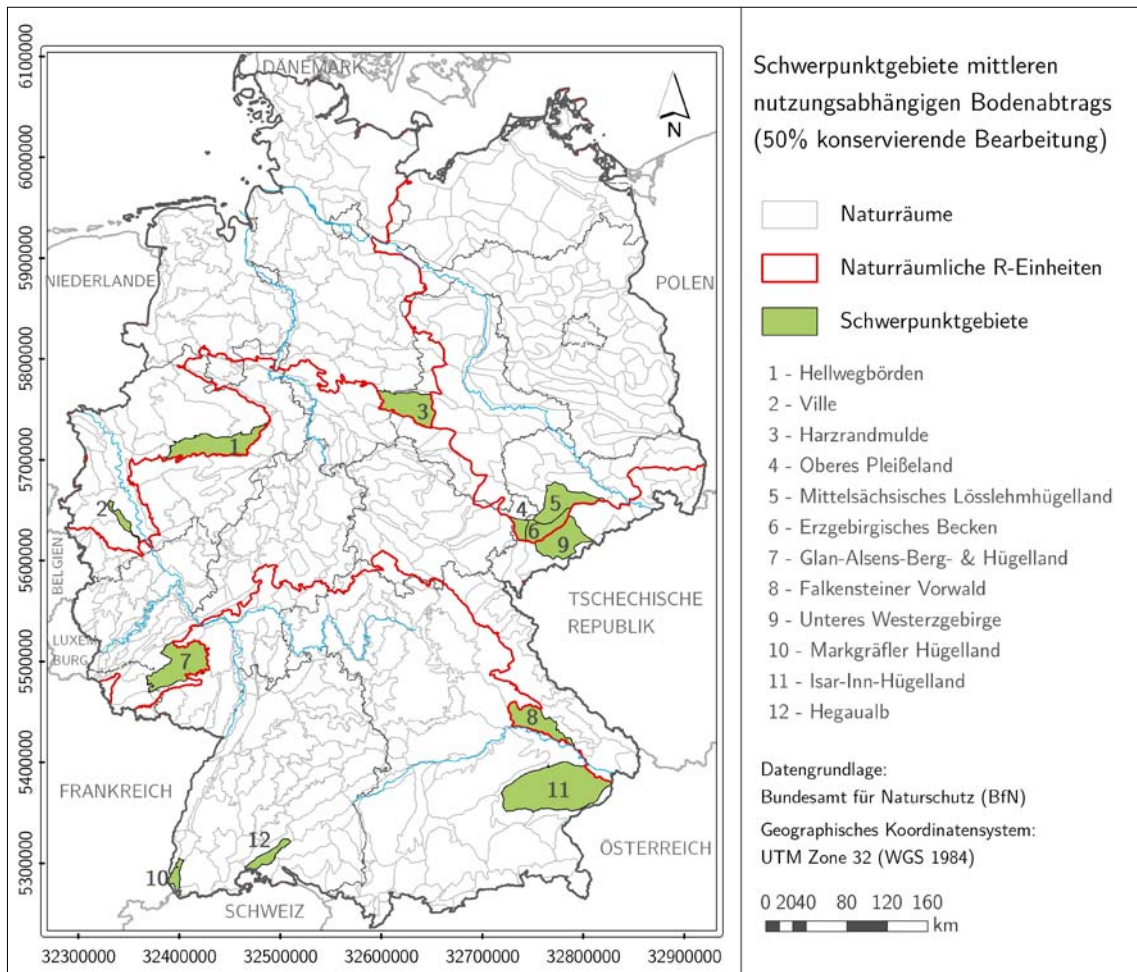 DÄNEMARK
N
NIEDERLANDE
POLEN
BELGIEN
LUXEM
BURG
TSCHECHISCHE
REPUBLIK
FRANKREICH
ÖSTERREICH
SCHWEIZ
1
2
3
4
5
6
7
8
9
10
11
12
6100000
6000000
5900000
5800000
5700000
5600000
5500000
5400000
5300000
32300000 32400000 32500000 32600000 32700000 32800000 32900000
Schwerpunktgebiete mittleren
nutzungsabhängigen Bodenabtrags
(50% konservierende Bearbeitung)
Naturräume
Naturräumliche R-Einheiten
Schwerpunktgebiete
1 - Hellwegbörden
2 - Ville
3 - Harzrandmulde
4 - Oberes Pleißeland
5 - Mittelsächsisches Lösslehmhügelland
6 - Erzgebirgisches Becken
7 - Glan-Alsens-Berg- & Hügelland
8 - Falkensteiner Vorwald
9 - Unteres Westerzgebirge
10 - Markgräfler Hügelland
11 - Isar-Inn-Hügelland
12 - Hegaualb
Datengrundlage:
Bundesamt für Naturschutz (BfN)
Geographisches Koordinatensystem:
UTM Zone 32 (WGS 1984)
0 2040 80 120 160
km